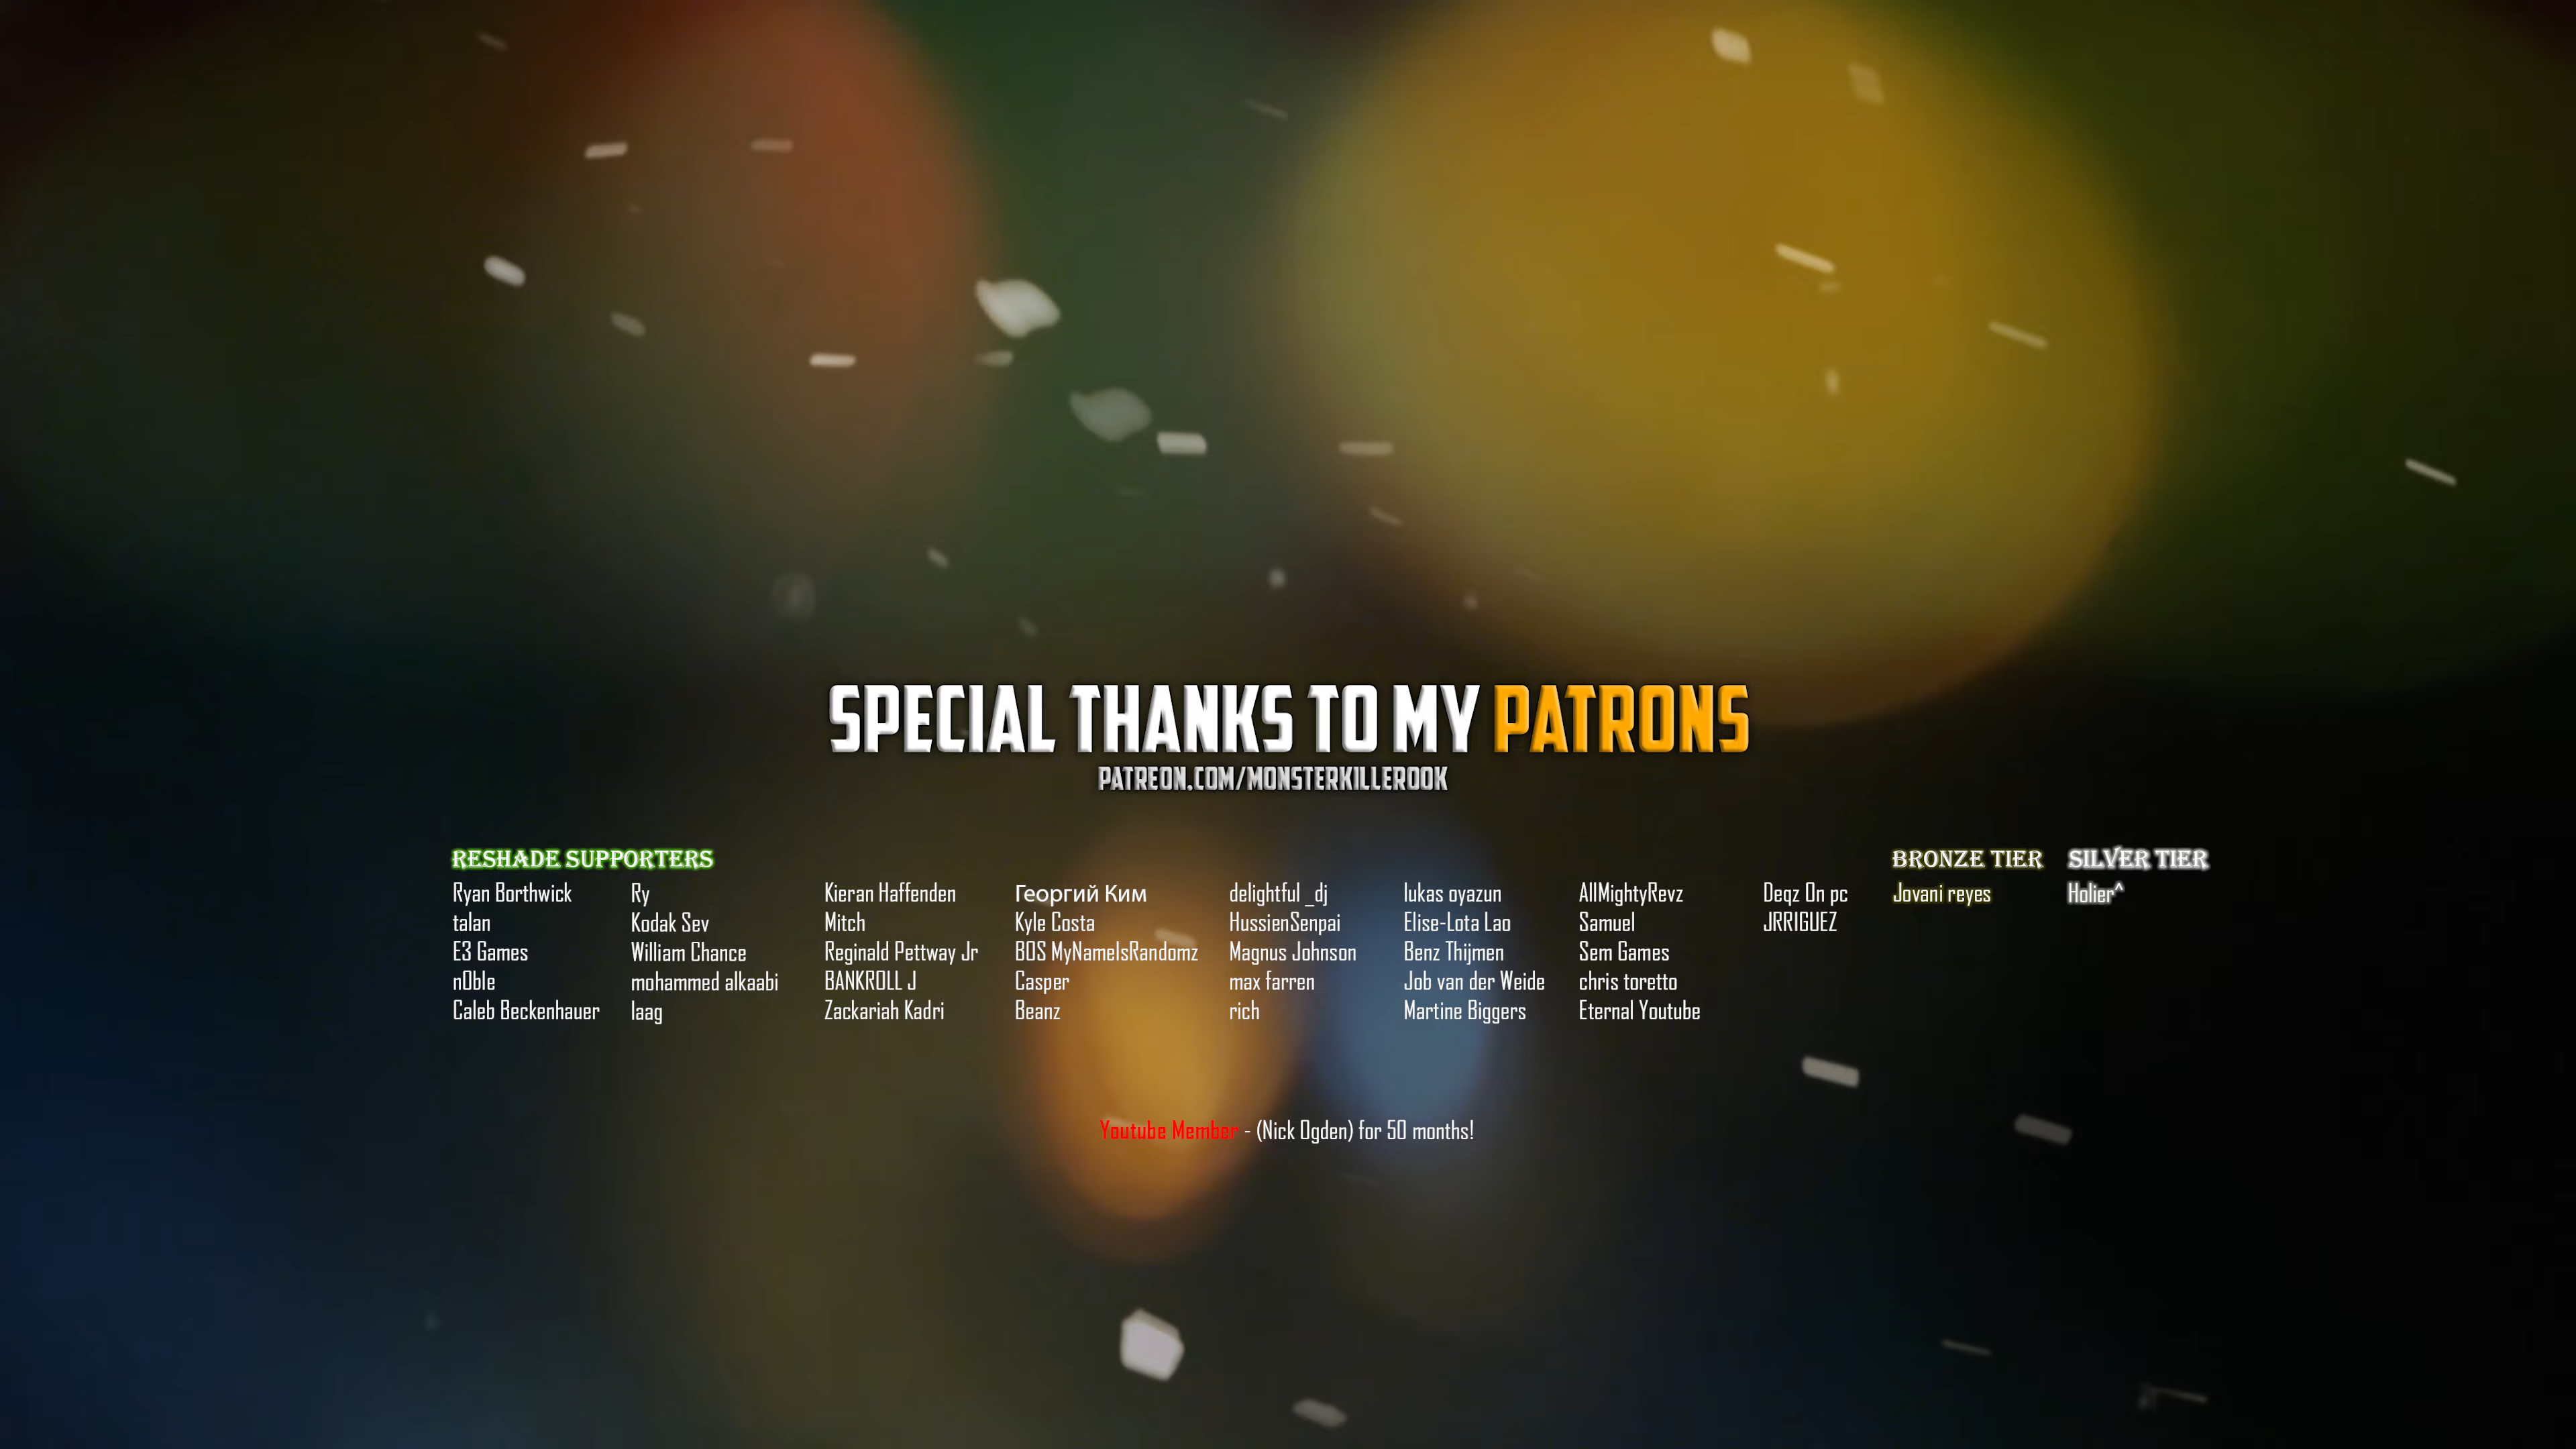 SPECIAL THANKS TO MY PATRONS
PATREON.COM/MONSTERKILLEROOK
RESHADE SUPPORTERS
Ryan Borthwick
talan
E3 Games
n0ble
Caleb Beckenhauer
Ry
Kodak Sev
William Chance
mohammed alkaabi
laag
Kieran Haffenden
Mitch
Reginald Pettway Jr
BANKROLL J
Zackariah Kadri
Георгий Ким
Kyle Costa
BOS MyNameIsRandomz
Casper
Beanz
delightful _dj
HussienSenpai
Magnus Johnson
max farren
rich
lukas oyazun
Elise-Lota Lao
Benz Thijmen
Job van der Weide
Martine Biggers
AllMightyRevz
Samuel
Sem Games
chris toretto
Eternal Youtube
Deqz On pc
JRRIGUEZ
BRONZE TIER
Jovani reyes
SILVER TIER
Holier^
Youtube Member - (Nick Ogden) for 50 months!